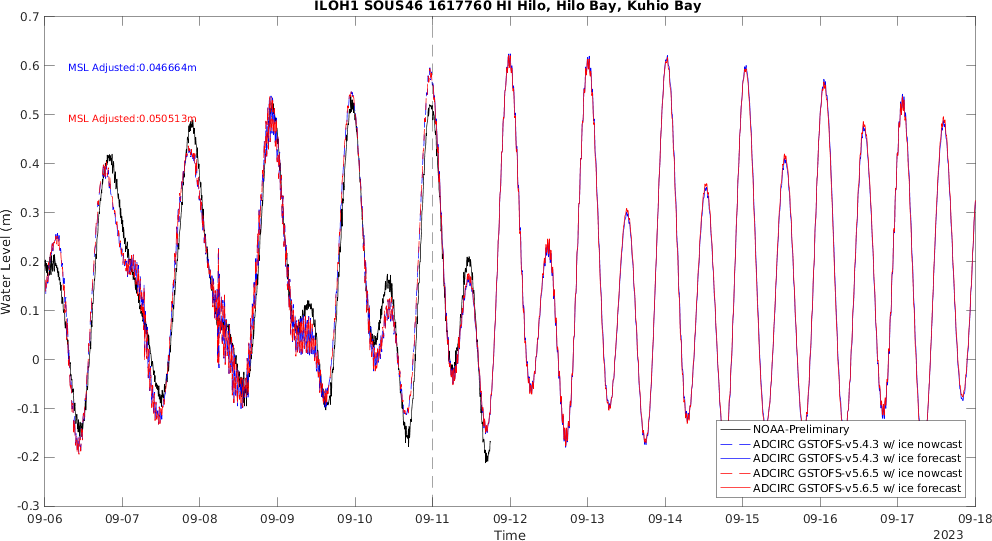 ILOH1 SOUS46 1617760 HI Hilo, Hilo Bay, Kuhio Bay
0.7
0.6
0.5
0.4
0.3
0.2
0.1
0
-0.1
-0.2
-0.3
Water Level (m)
MSL Adjusted:0.046664m
MSL Adjusted:0.050513m
NOAA-Preliminary
ADCIRC GSTOFS-v5.4.3 w/ ice nowcast
ADCIRC GSTOFS-v5.4.3 w/ ice forecast
ADCIRC GSTOFS-v5.6.5 w/ ice nowcast
ADCIRC GSTOFS-v5.6.5 w/ ice forecast
09-06 09-07 09-08 09-09 09-10 09-11 09-12 09-13 09-14 09-15 09-16 09-17 09-18
Time
2023